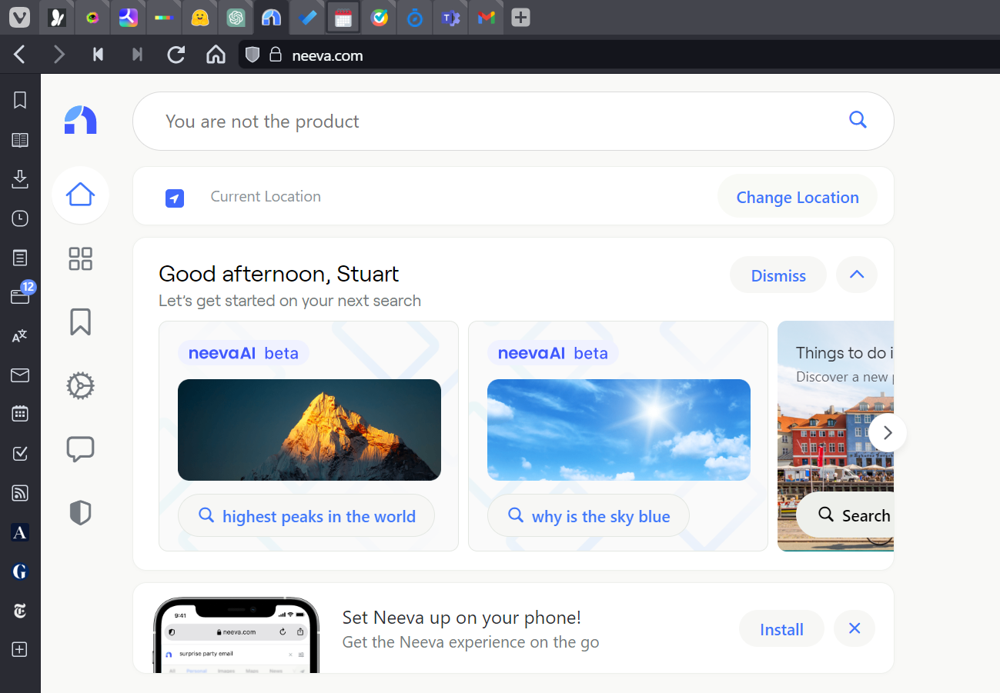 neeva.com
You are not the product
Current Location
Change Location
Good afternoon, Stuart
Dismiss
Let's get started on your next search
12
neevaAI beta
neevaAI beta
Things to do i
Discover a new
highest peaks in the world
why is the sky blue
Search
A
G
9:41
neeva.com
surprise party email
All Personal Images Maps News
Set Neeva up on your phone!
Get the Neeva experience on the go
Install